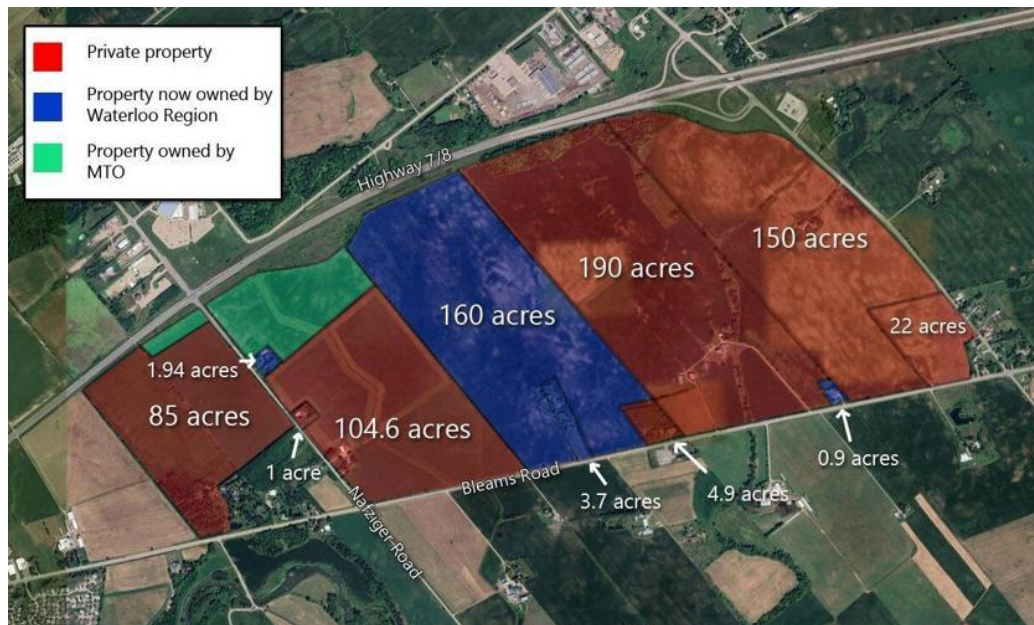 Private property
Property now owned by
Waterloo Region
Property owned by
MTO
Highway 7/8
150 acres
190 acres
160 acres
22 acres
1.94 acres
85 acres
104.6 acres
1 acre
Bleams Road
0.9 acres
4.9 acres
3.7 acres
Nafziger Road